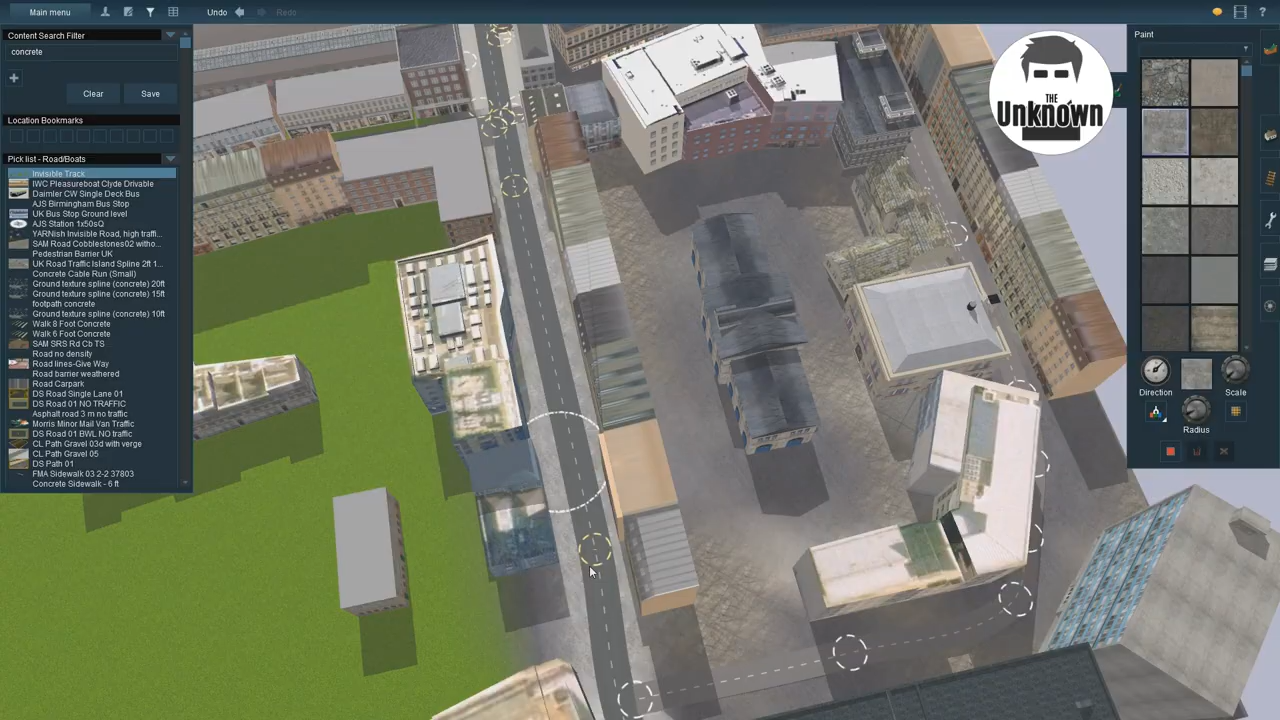 Main menu
Undo
Redo
Content Search Filter
concrete
Clear
Save
Location Bookmarks
Pick list - Road/Boats
Invisible Track
IWC Pleasureboat Clyde Drivable
Daimler CW Single Deck Bus
AJS Birmingham Bus Stop
UK Bus Stop Ground level
AJS Station 1x50sQ
YARNish Invisible Road, high traffi...
SAM Road Cobblestones02 witho...
Pedestrian Barrier UK
UK Road Traffic Island Spline 2ft 1...
Concrete Cable Run (Small)
Ground texture spline (concrete) 20ft
Ground texture spline (concrete) 15ft
footpath concrete
Ground texture spline (concrete) 10ft
Walk 8 Foot Concrete
Walk 6 Foot Concrete
SAM SRS Rd Cb TS
Road no density
Road lines-Give Way
Road barrier weathered
Road Carpark
DS Road Single Lane 01
DS Road 01 NO TRAFFIC
Asphalt road 3 m no traffic
Morris Minor Mail Van Traffic
DS Road 01 BWL NO traffic
CL Path Gravel 03d with verge
CL Path Gravel 05
DS Path 01
FMA Sidewalk 03 2-2 37803
Concrete Sidewalk - 6 ft
THE
Unknown
Paint
Direction
Scale
Radius